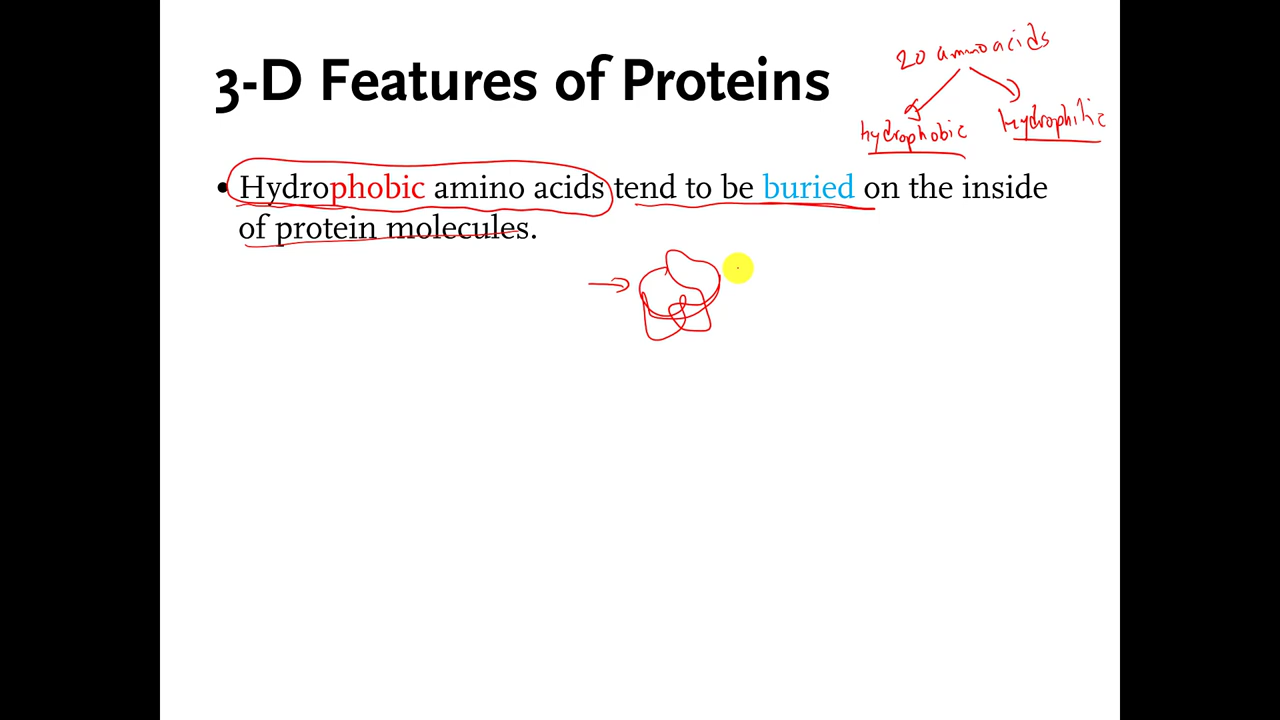 3-D Features of Proteins
20 amino acids
hydrophobic
Hydrophilic
• Hydrophobic amino acids tend to be buried on the inside
of protein molecules.